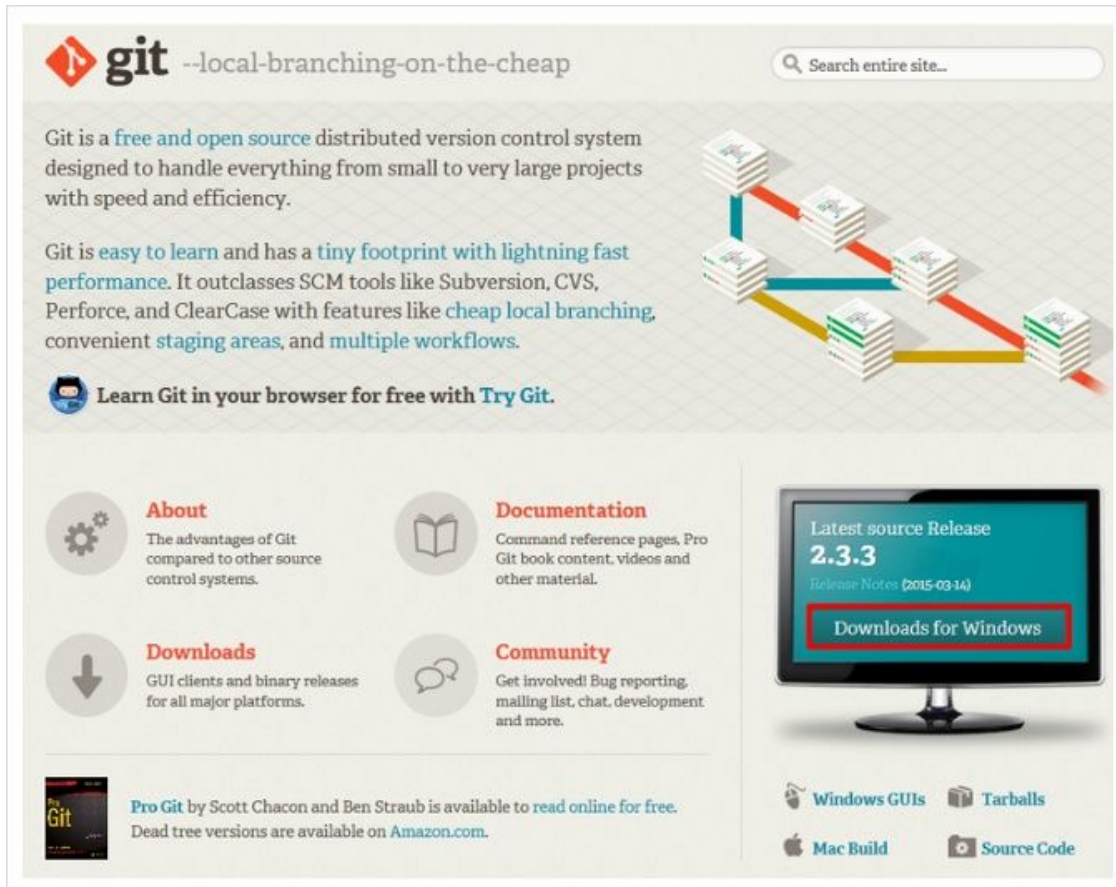 git --local-branching-on-the-cheap
Search entire site...
Git is a free and open source distributed version control system
designed to handle everything from small to very large projects
with speed and efficiency.
Git is easy to learn and has a tiny footprint with lightning fast
performance. It outclasses SCM tools like Subversion, CVS,
Perforce, and ClearCase with features like cheap local branching,
convenient staging areas, and multiple workflows.
Learn Git in your browser for free with Try Git.
About
The advantages of Git
compared to other source
control systems.
Documentation
Command reference pages, Pro
Git book content, videos and
other material.
Downloads
GUI clients and binary releases
for all major platforms.
Community
Get involved! Bug reporting,
mailing list, chat, development
and more.
Latest source Release
2.3.3
Release Notes (2015-03-14)
Downloads for Windows
Pro
Git
Pro Git by Scott Chacon and Ben Straub is available to read online for free.
Dead tree versions are available on Amazon.com.
Windows GUIs
Tarballs
Mac Build
Source Code